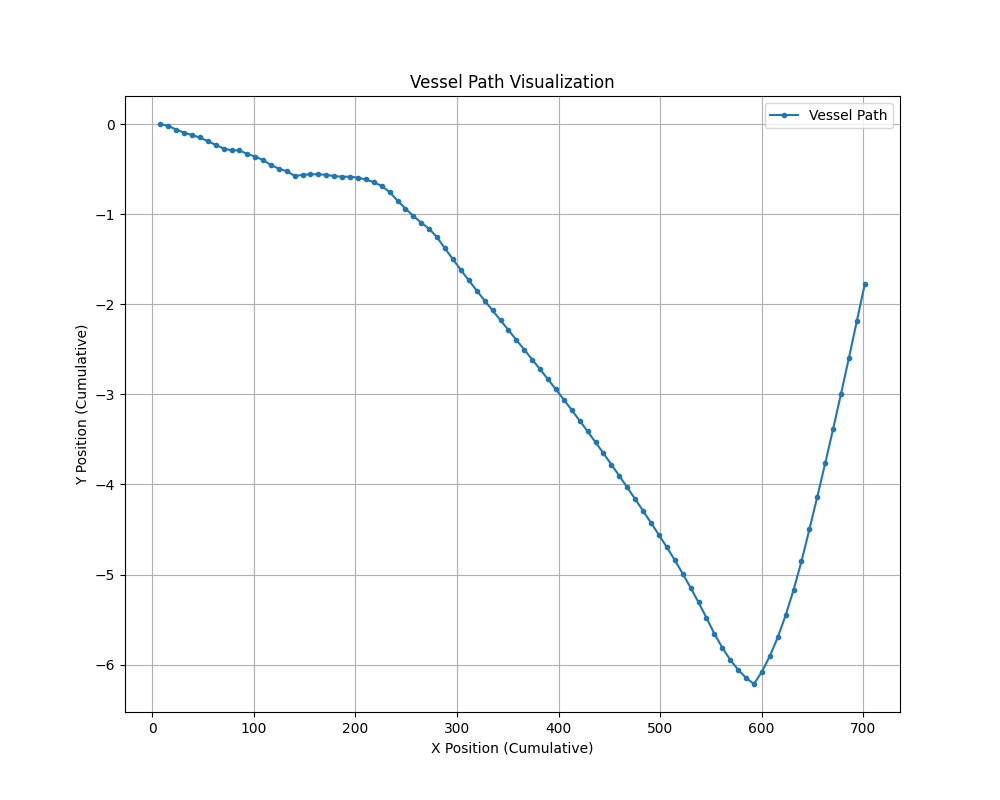 Vessel Path Visualization
Vessel Path
0
−1
−2
−3
−4
−5
−6
Y Position (Cumulative)
0 100 200 300 400 500 600 700
X Position (Cumulative)